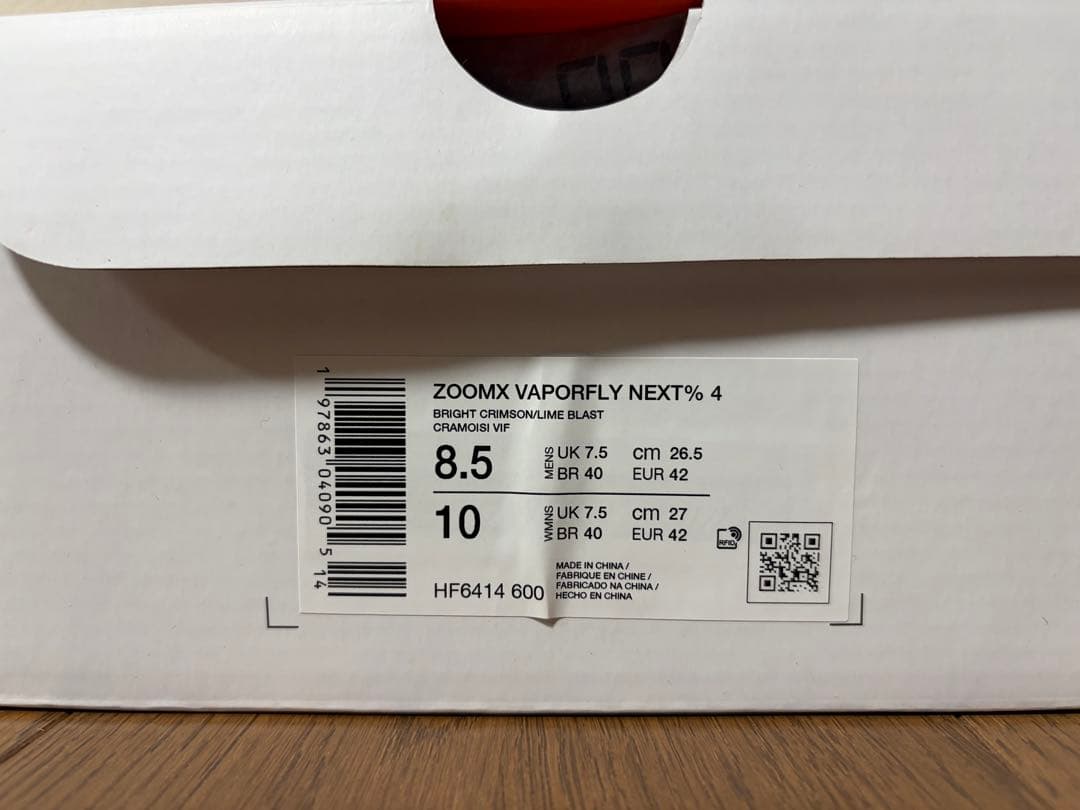 ZOOMX VAPORFLY NEXT% 4
BRIGHT CRIMSON/LIME BLAST
CRAMOISI VIF
8.5
MENS
UK 7.5 cm 26.5
BR 40 EUR 42
10
WMNS
UK 7.5 cm 27
BR 40 EUR 42
RFID
HF6414 600
MADE IN CHINA /
FABRIQUE EN CHINE /
FABRICADO NA CHINA /
HECHO EN CHINA
1 97863 04090 5 14